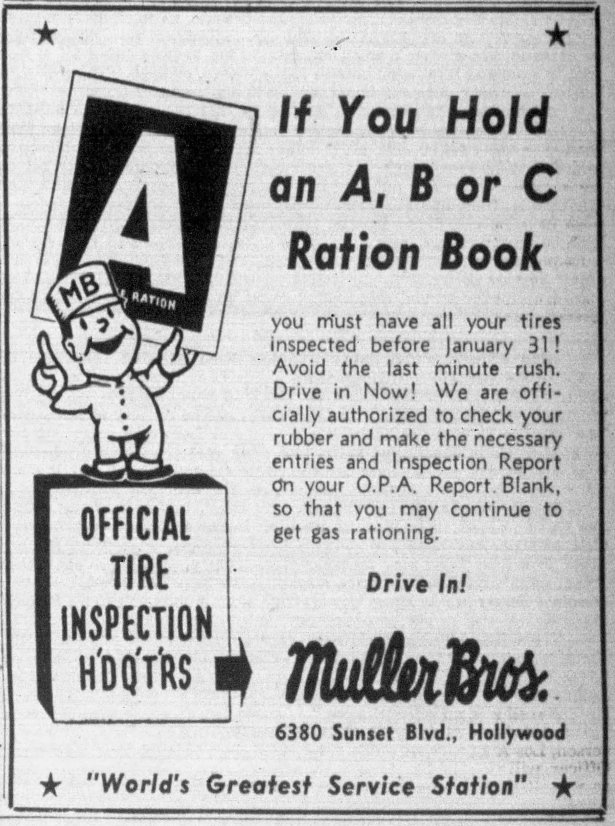 A
RATION
MB
If You Hold
an A, B or C
Ration Book
you must have all your tires
inspected before January 31!
Avoid the last minute rush.
Drive in Now! We are offi-
cially authorized to check your
rubber and make the necessary
entries and Inspection Report
on your O.P.A. Report Blank,
so that you may continue to
get gas rationing.
Drive In!
OFFICIAL
TIRE
INSPECTION
H'DQ'T'RS
Muller Bros.
6380 Sunset Blvd., Hollywood
"World's Greatest Service Station"